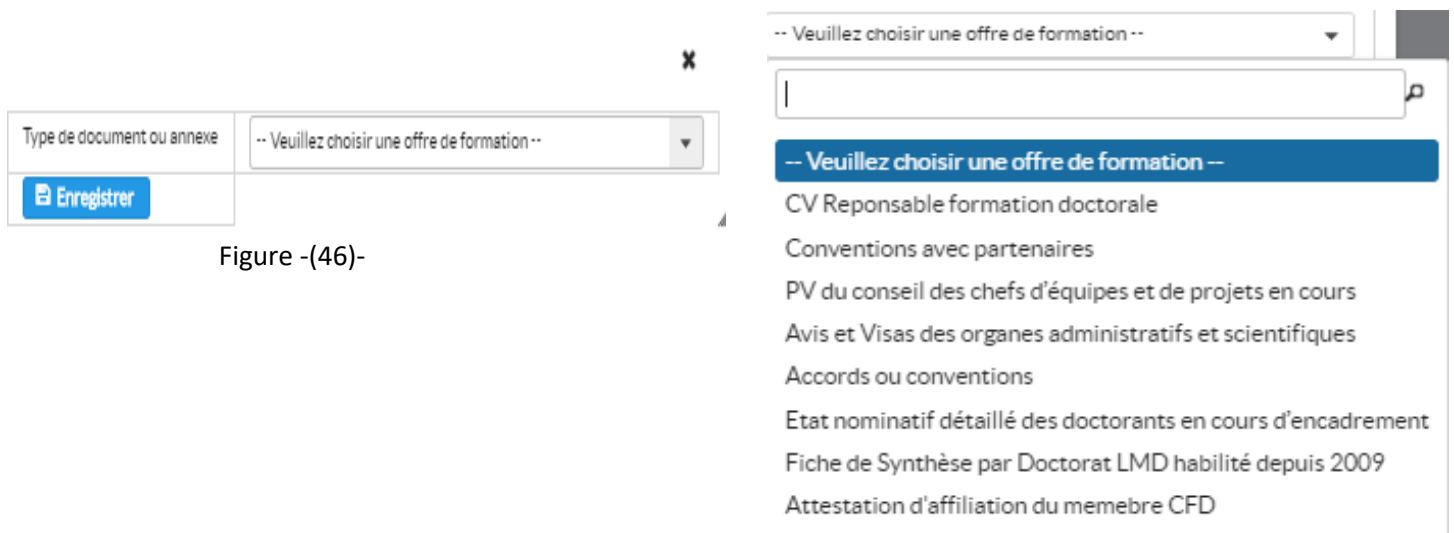 Type de document ou annexe
-- Veuillez choisir une offre de formation --
Enregistrer
Figure -(46)-
-- Veuillez choisir une offre de formation --
-- Veuillez choisir une offre de formation --
CV Reponsable formation doctorale
Conventions avec partenaires
PV du conseil des chefs d'équipes et de projets en cours
Avis et Visas des organes administratifs et scientifiques
Accords ou conventions
Etat nominatif détaillé des doctorants en cours d'encadrement
Fiche de Synthèse par Doctorat LMD habilité depuis 2009
Attestation d'affiliation du memebre CFD